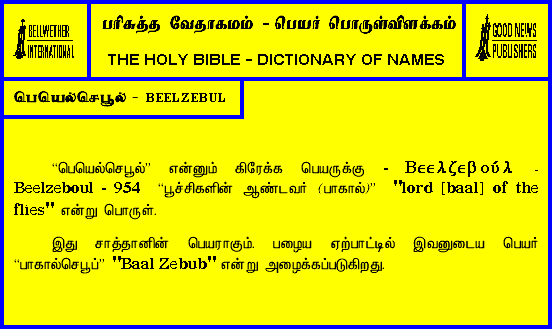 BELLWETHER
INTERNATIONAL
பரிசுத்த வேதாகமம் - பெயர் பொருள்விளக்கம்
THE HOLY BIBLE - DICTIONARY OF NAMES
GOOD NEWS
PUBLISHERS
பெயெல்செபூல் - BEELZEBUL
“பெயெல்செபூல்” என்னும் கிரேக்க பெயருக்கு - Βεελζεβούλ -
Beelzeboul - 954 “பூச்சிகளின் ஆண்டவர் (பாகால்)” "lord [baal] of the
flies" என்று பொருள்.
இது சாத்தானின் பெயராகும். பழைய ஏற்பாட்டில் இவனுடைய பெயர்
“பாகால்செபூப்” "Baal Zebub" என்று அழைக்கப்படுகிறது.